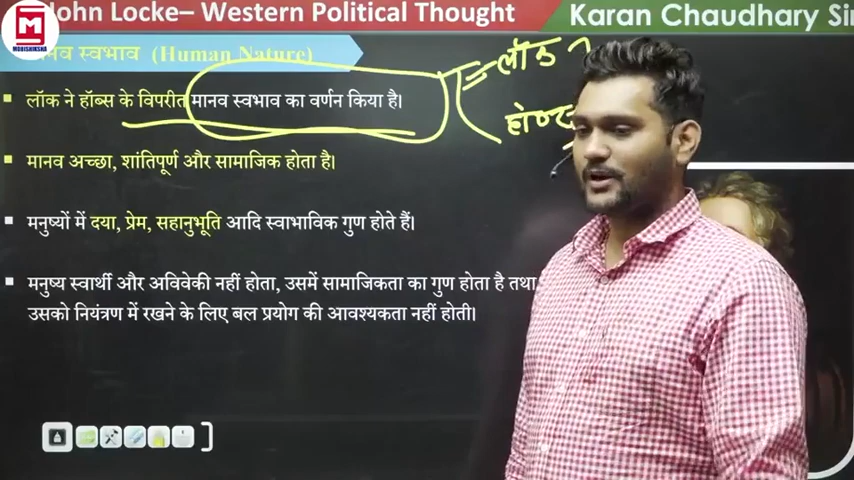 John Locke– Western Political Thought
Karan Chaudhary Sir
M
MOBISHIKSHA
मानव स्वभाव (Human Nature)
लॉक ने हॉब्स के विपरीत मानव स्वभाव का वर्णन किया है।
लॉक
मानव अच्छा, शांतिपूर्ण और सामाजिक होता है।
मनुष्यों में दया, प्रेम, सहानुभूति आदि स्वाभाविक गुण होते हैं।
मनुष्य स्वार्थी और अविवेकी नहीं होता, उसमें सामाजिकता का गुण होता है तथा
उसको नियंत्रण में रखने के लिए बल प्रयोग की आवश्यकता नहीं होती।